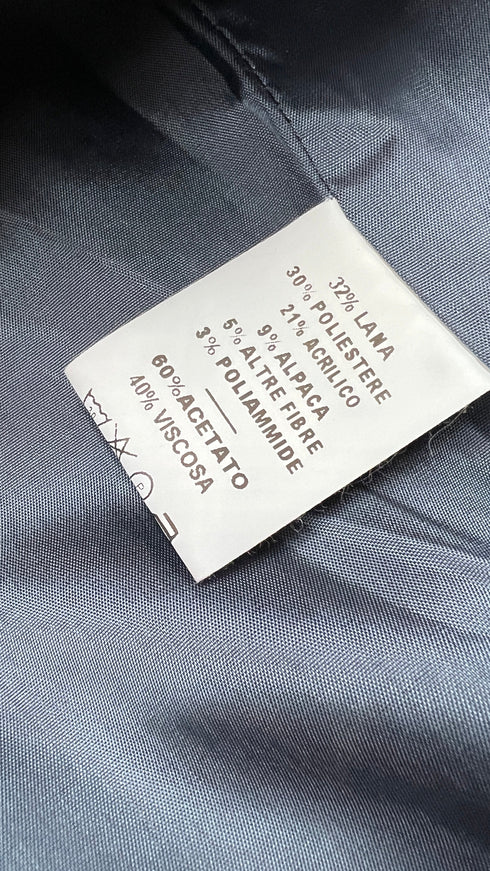 32% LANA
30% POLIESTERE
21% ACRILICO
9% ALPACA
5% ALTRE FIBRE
3% POLIAMMIDE
60% ACETATO
40% VISCOSA
P